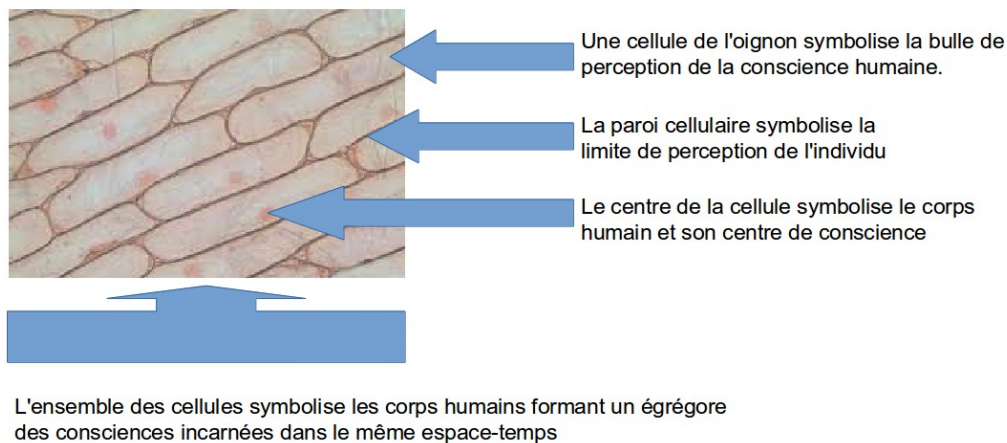 Une cellule de l'oignon symbolise la bulle de
perception de la conscience humaine.
La paroi cellulaire symbolise la
limite de perception de l'individu
Le centre de la cellule symbolise le corps
humain et son centre de conscience
L'ensemble des cellules symbolise les corps humains formant un égrégore
des consciences incarnées dans le même espace-temps